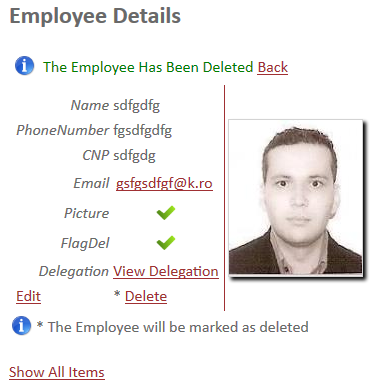 Employee Details
The Employee Has Been Deleted Back
Name sdfgdfg
PhoneNumber fgsdfgdfg
CNP sdfgdg
Email gsfgsdfgf@k.ro
Picture
FlagDel
Delegation View Delegation
Edit * Delete
* The Employee will be marked as deleted
Show All Items